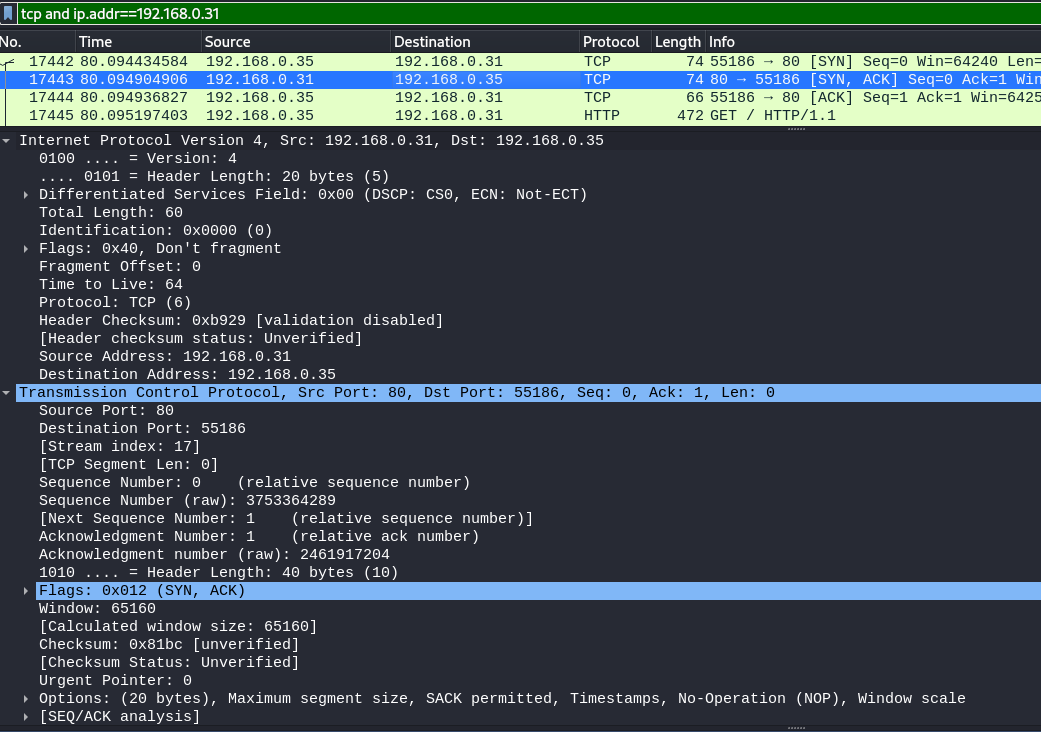 tcp and ip.addr==192.168.0.31
No. Time Source Destination Protocol Length Info
17442 80.094434584 192.168.0.35 192.168.0.31 TCP 74 55186 → 80 [SYN] Seq=0 Win=64240 Len=
17443 80.094904906 192.168.0.31 192.168.0.35 TCP 74 80 → 55186 [SYN, ACK] Seq=0 Ack=1 Win
17444 80.094936827 192.168.0.35 192.168.0.31 TCP 66 55186 → 80 [ACK] Seq=1 Ack=1 Win=6425
17445 80.095197403 192.168.0.35 192.168.0.31 HTTP 472 GET / HTTP/1.1
Internet Protocol Version 4, Src: 192.168.0.31, Dst: 192.168.0.35
0100 .... = Version: 4
.... 0101 = Header Length: 20 bytes (5)
Differentiated Services Field: 0x00 (DSCP: CS0, ECN: Not-ECT)
Total Length: 60
Identification: 0x0000 (0)
Flags: 0x40, Don't fragment
Fragment Offset: 0
Time to Live: 64
Protocol: TCP (6)
Header Checksum: 0xb929 [validation disabled]
[Header checksum status: Unverified]
Source Address: 192.168.0.31
Destination Address: 192.168.0.35
Transmission Control Protocol, Src Port: 80, Dst Port: 55186, Seq: 0, Ack: 1, Len: 0
Source Port: 80
Destination Port: 55186
[Stream index: 17]
[TCP Segment Len: 0]
Sequence Number: 0    (relative sequence number)
Sequence Number (raw): 3753364289
[Next Sequence Number: 1    (relative sequence number)]
Acknowledgment Number: 1    (relative ack number)
Acknowledgment number (raw): 2461917204
1010 .... = Header Length: 40 bytes (10)
Flags: 0x012 (SYN, ACK)
Window: 65160
[Calculated window size: 65160]
Checksum: 0x81bc [unverified]
[Checksum Status: Unverified]
Urgent Pointer: 0
Options: (20 bytes), Maximum segment size, SACK permitted, Timestamps, No-Operation (NOP), Window scale
[SEQ/ACK analysis]